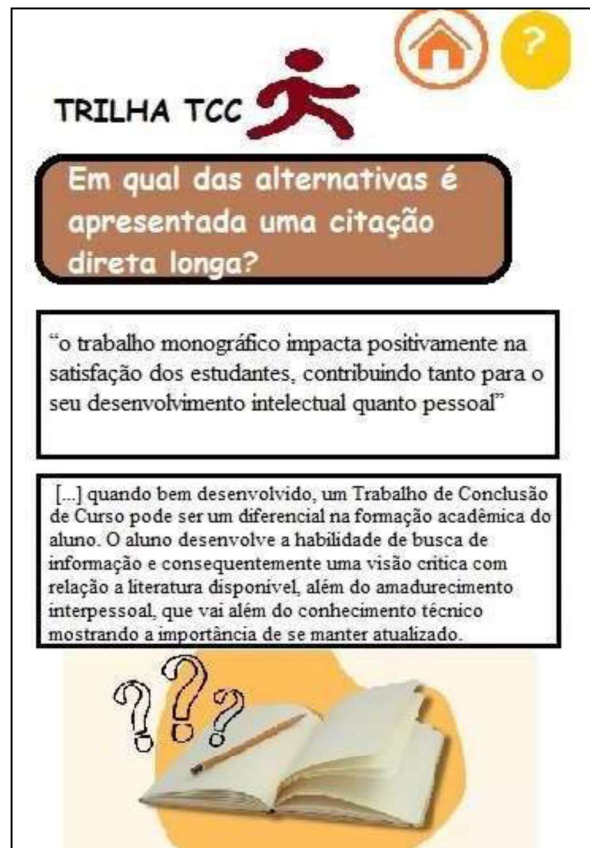 ?
TRILHA TCC
Em qual das alternativas é
apresentada uma citação
direta longa?
“o trabalho monográfico impacta positivamente na
satisfação dos estudantes, contribuindo tanto para o
seu desenvolvimento intelectual quanto pessoal”
[...] quando bem desenvolvido, um Trabalho de Conclusão
de Curso pode ser um diferencial na formação acadêmica do
aluno. O aluno desenvolve a habilidade de busca de
informação e consequentemente uma visão critica com
relação a literatura disponível, além do amadurecimento
interpessoal, que vai além do conhecimento técnico
mostrando a importância de se manter atualizado.
? ? ?